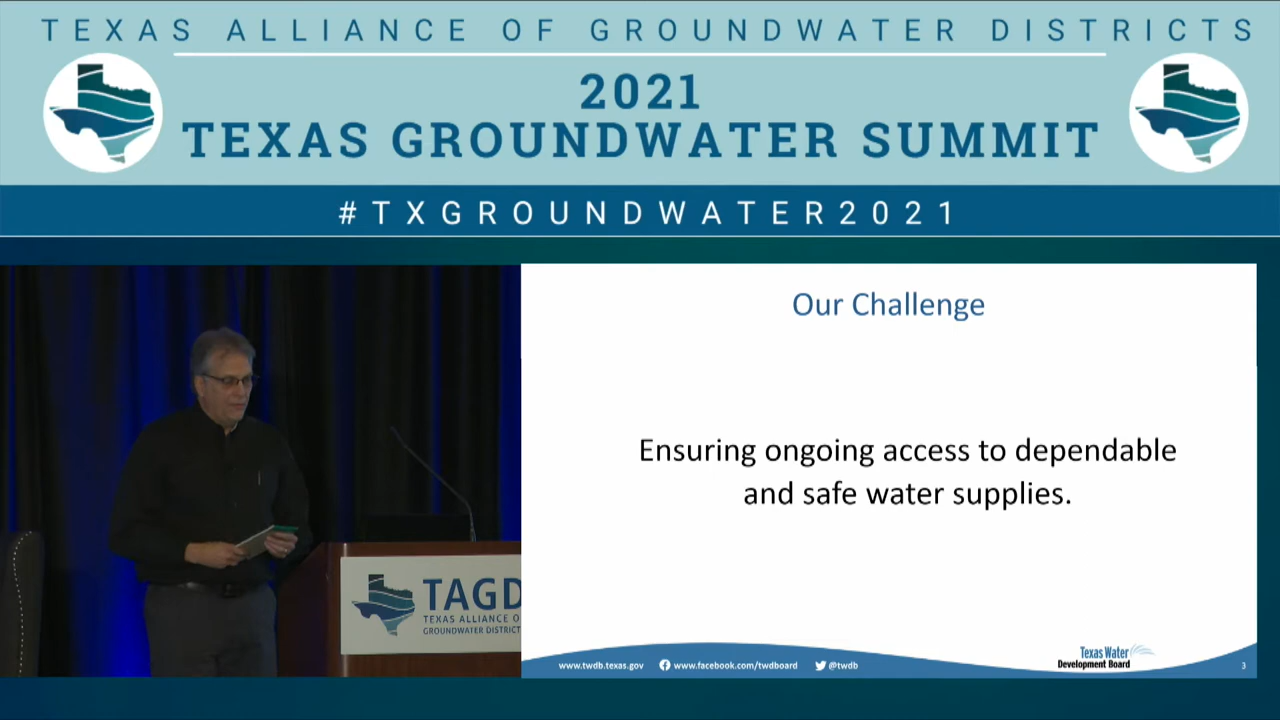 TEXAS ALLIANCE OF GROUNDWATER DISTRICTS
2021
TEXAS GROUNDWATER SUMMIT
#TXGROUNDWATER2021
Our Challenge
Ensuring ongoing access to dependable
and safe water supplies.
TAGD
TEXAS ALLIANCE O
GROUNDWATER DISTRICT
www.twdb.texas.gov
www.facebook.com/twdboard
@twdb
Texas Water
Development Board
3